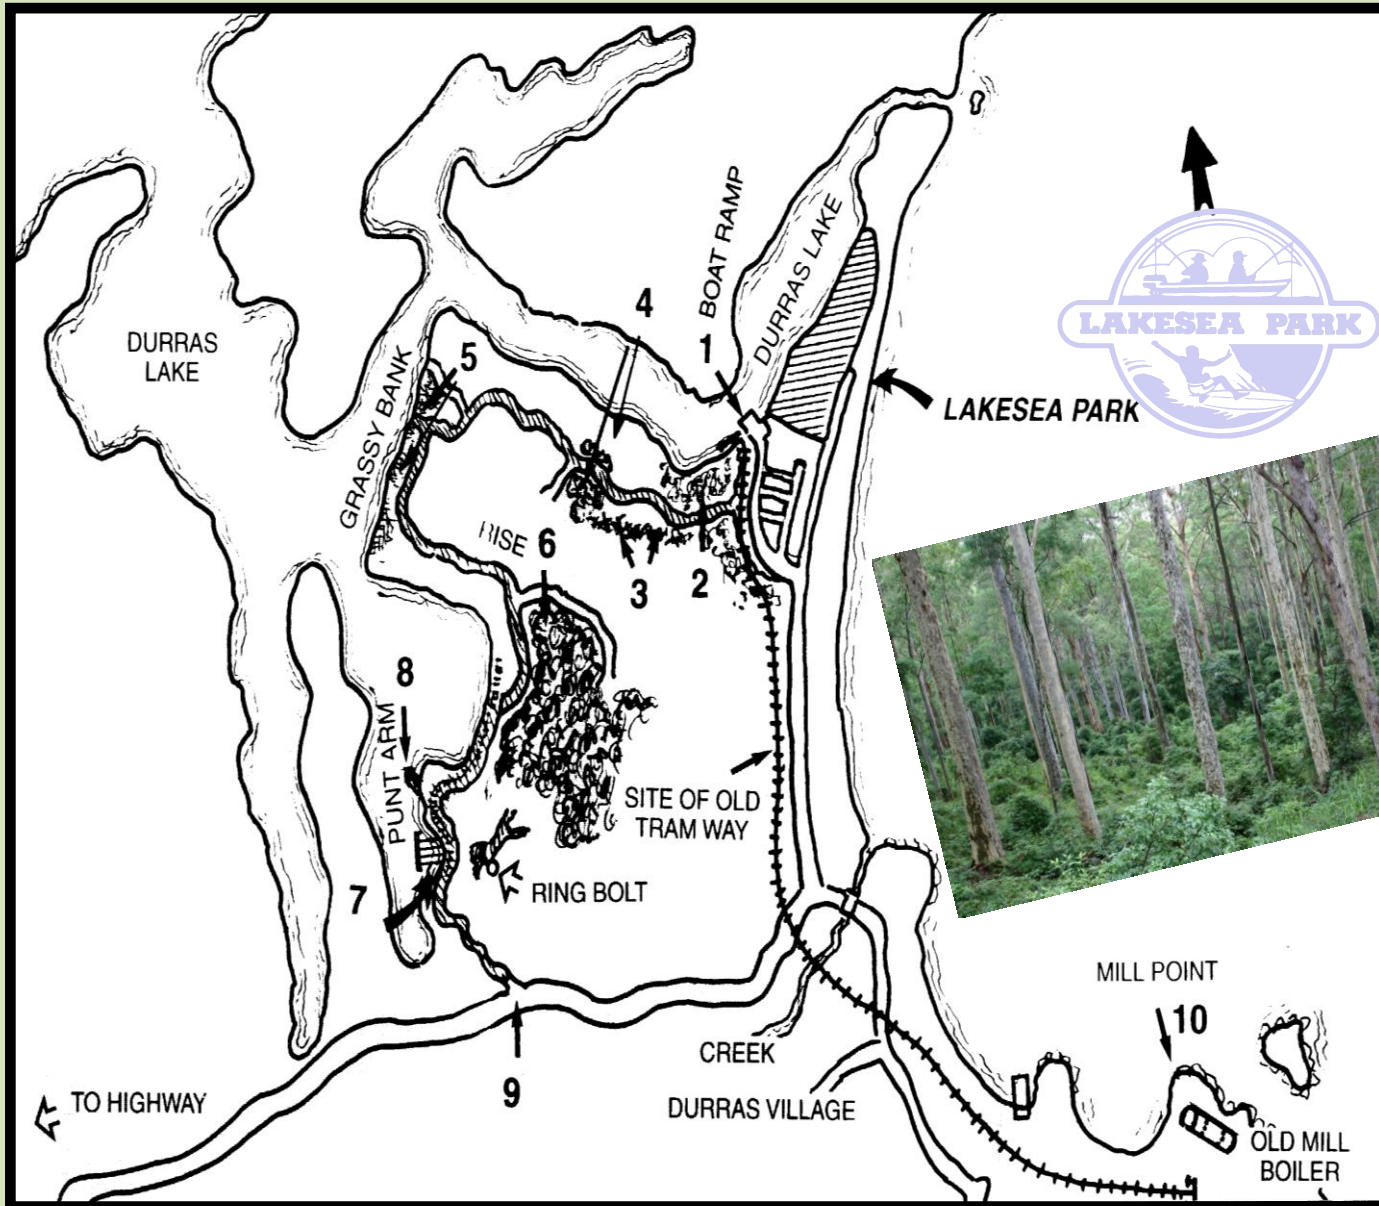 BOAT RAMP
DURRAS LAKE
LAKESEA PARK
DURRAS
LAKE
GRASSY BANK
4
1
5
LAKESEA PARK
RISE
6
3
2
8
PUNT ARM
SITE OF OLD
TRAM WAY
7
RING BOLT
MILL POINT
10
CREEK
9
TO HIGHWAY
DURRAS VILLAGE
OLD MILL
BOILER